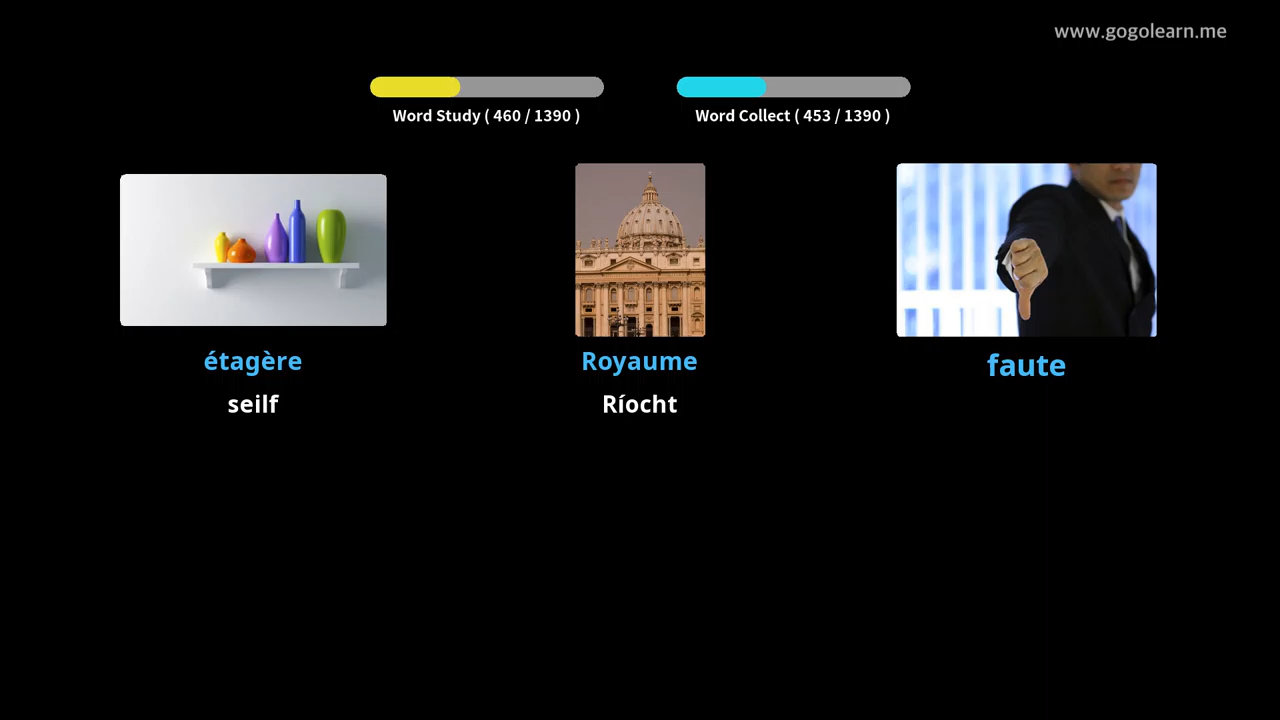 www.gogolearn.me
Word Study ( 460 / 1390 )
Word Collect ( 453 / 1390 )
étagère
Royaume
faute
seilf
Ríocht